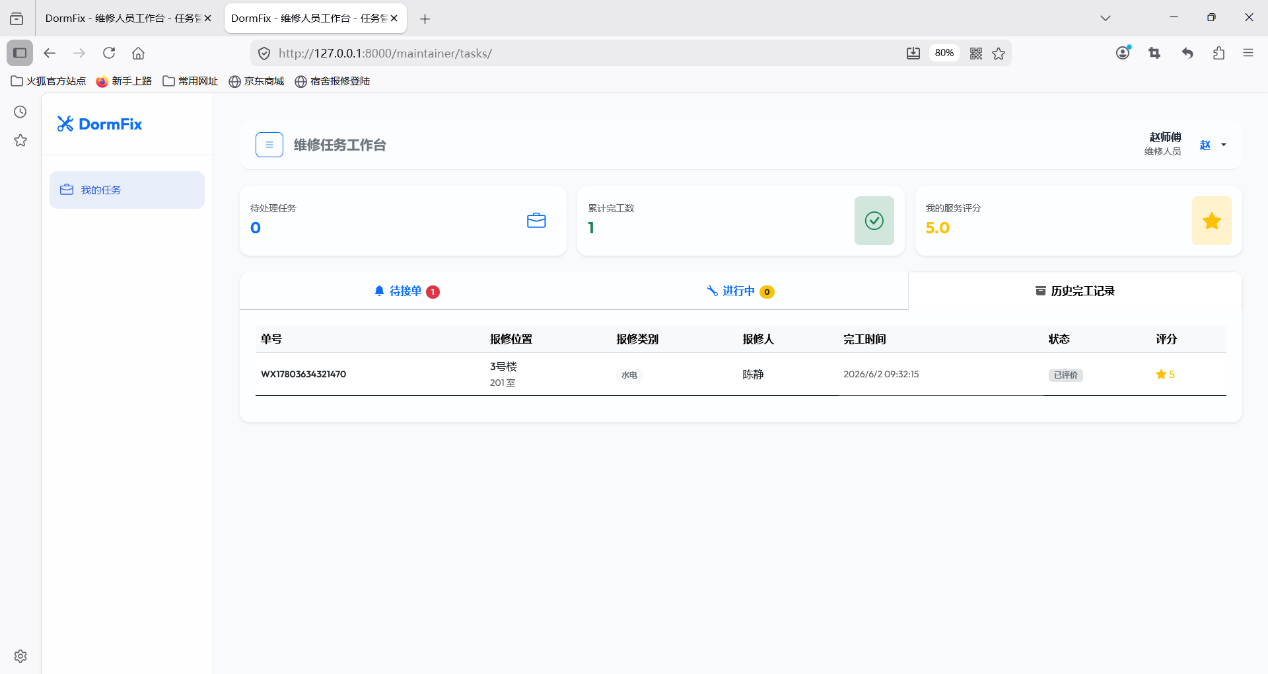 DormFix - 维修人员工作台 - 任务管
DormFix - 维修人员工作台 - 任务管
http://127.0.0.1:8000/maintainer/tasks/
80%
火狐官方站点 新手上路 常用网址 京东商城 宿舍报修登陆
DormFix
我的任务
维修任务工作台
赵师傅
维修人员
赵
待处理任务
0
累计完工数
1
我的服务评分
5.0
待接单 1
进行中 0
历史完工记录
单号 报修位置 报修类别 报修人 完工时间 状态 评分
WX17803634321470 3号楼 201室 水电 陈静 2026/6/2 09:32:15 已评价 5